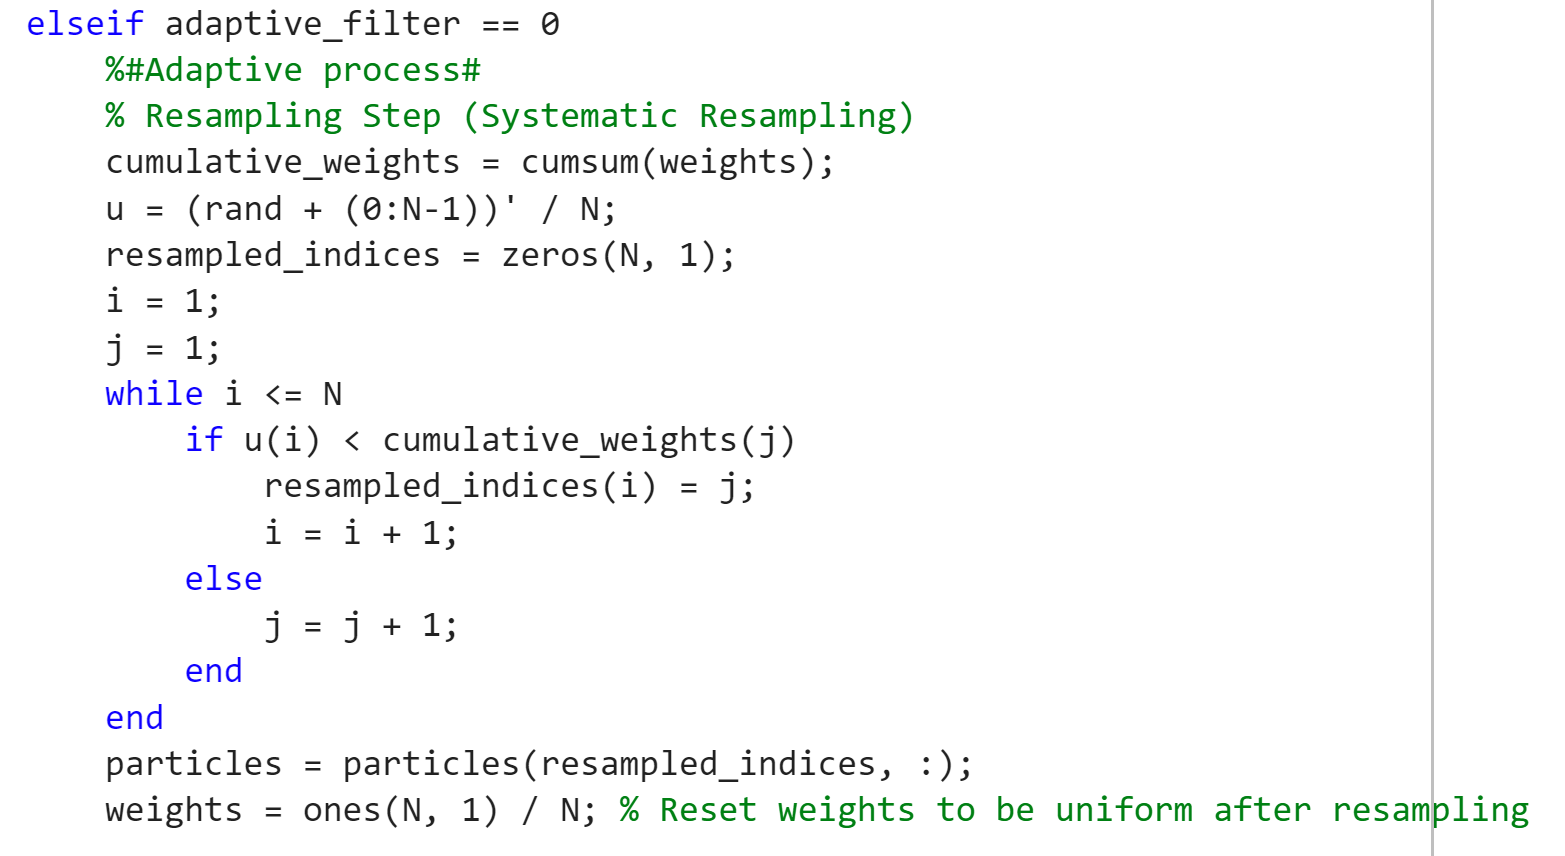 elseif adaptive_filter == 0
    %#Adaptive process#
    % Resampling Step (Systematic Resampling)
    cumulative_weights = cumsum(weights);
    u = (rand + (0:N-1))' / N;
    resampled_indices = zeros(N, 1);
    i = 1;
    j = 1;
    while i <= N
        if u(i) < cumulative_weights(j)
            resampled_indices(i) = j;
            i = i + 1;
        else
            j = j + 1;
        end
    end
    particles = particles(resampled_indices, :);
    weights = ones(N, 1) / N; % Reset weights to be uniform after resampling